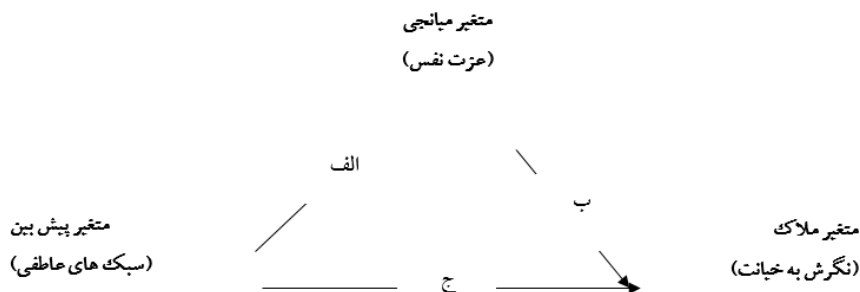 متغیر میانجی
(عزت نفس)
الف
ب
متغیر ملاک
(نگرش به خیانت)
متغیر پیش بین
(سبک های عاطفی)
ج